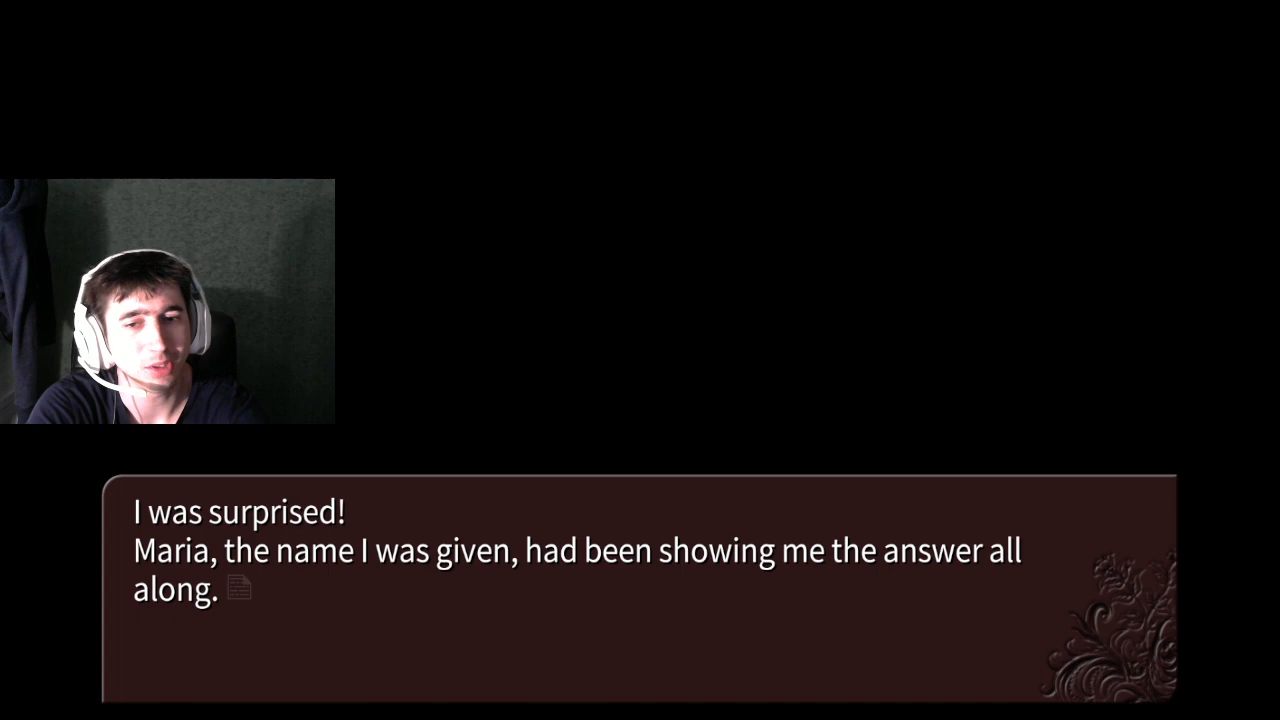 I was surprised!
Maria, the name I was given, had been showing me the answer all
along.